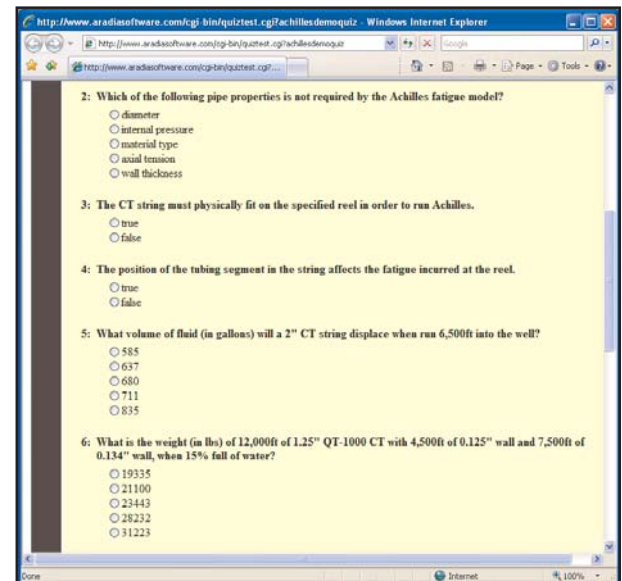 http://www.aradiasoftware.com/cgi-bin/quiztest.cgi?achillesdemoquiz - Windows Internet Explorer
http://www.aradiasoftware.com/cgi-bin/quiztest.cgi?achillesdemoquiz
Google
http://www.aradiasoftware.com/cgi-bin/quiztest.cgi?...
Page
Tools
2: Which of the following pipe properties is not required by the Achilles fatigue model?
diameter
internal pressure
material type
axial tension
wall thickness
3: The CT string must physically fit on the specified reel in order to run Achilles.
true
false
4: The position of the tubing segment in the string affects the fatigue incurred at the reel.
true
false
5: What volume of fluid (in gallons) will a 2" CT string displace when run 6,500ft into the well?
585
637
680
711
835
6: What is the weight (in lbs) of 12,000ft of 1.25" QT-1000 CT with 4,500ft of 0.125" wall and 7,500ft of
0.134" wall, when 15% full of water?
19335
21100
23443
28232
31223
Done
Internet
100%